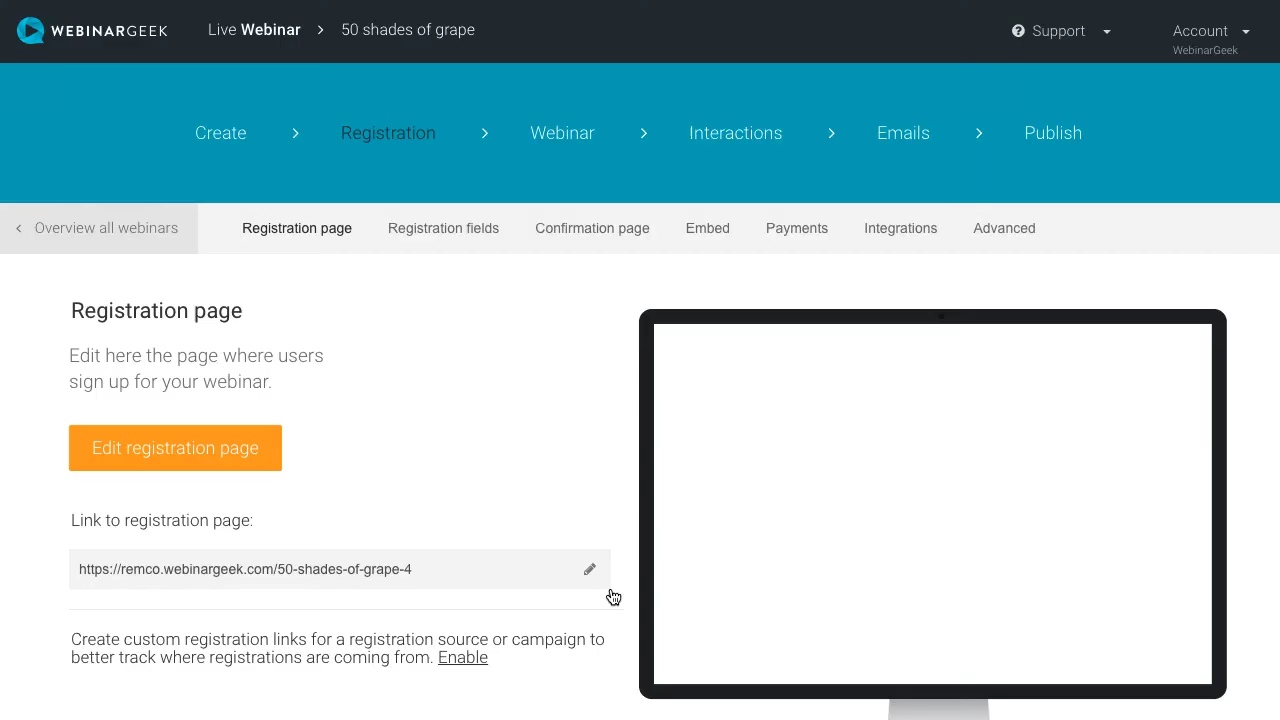 WEBINARGEEK
Live Webinar > 50 shades of grape
Support
Account
WebinarGeek
Create > Registration > Webinar > Interactions > Emails > Publish
< Overview all webinars
Registration page
Registration fields
Confirmation page
Embed
Payments
Integrations
Advanced
Registration page
Edit here the page where users
sign up for your webinar.
Edit registration page
Link to registration page:
https://remco.webinargeek.com/50-shades-of-grape-4
Create custom registration links for a registration source or campaign to
better track where registrations are coming from. Enable